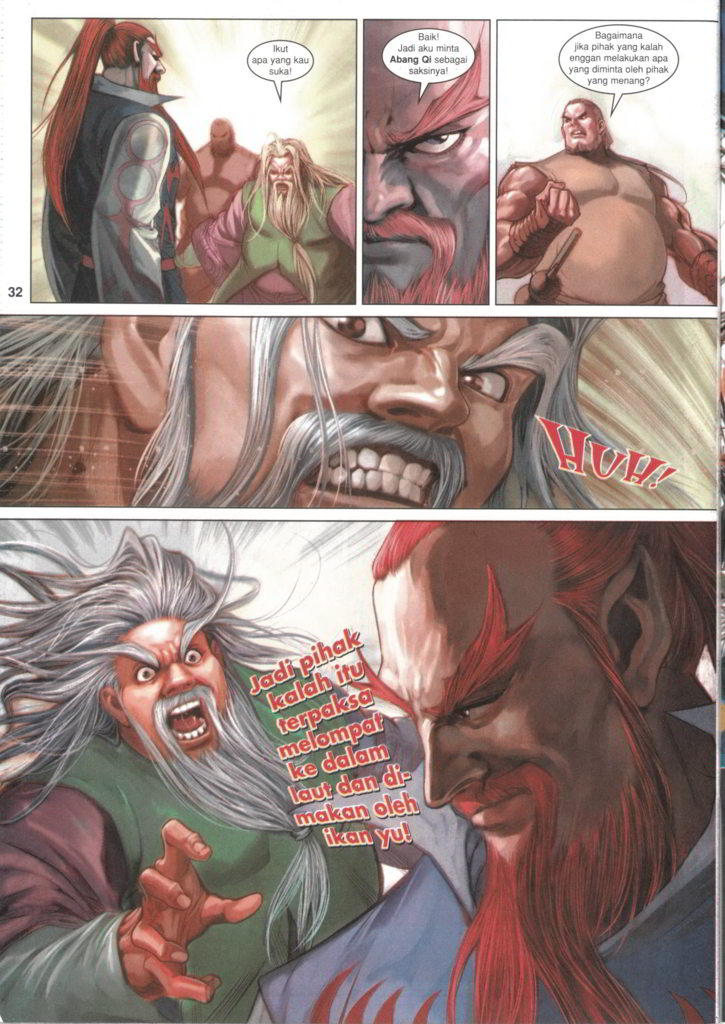 Ikut
apa yang kau
suka!
Baik!
Jadi aku minta
Abang Qi sebagai
saksinya!
Bagaimana
jika pihak yang kalah
enggan melakukan apa
yang diminta oleh pihak
yang menang?
32
HUH!
Jadi pihak
kalah itu
terpaksa
melompat
ke dalam
laut dan di-
makan oleh
ikan yu!